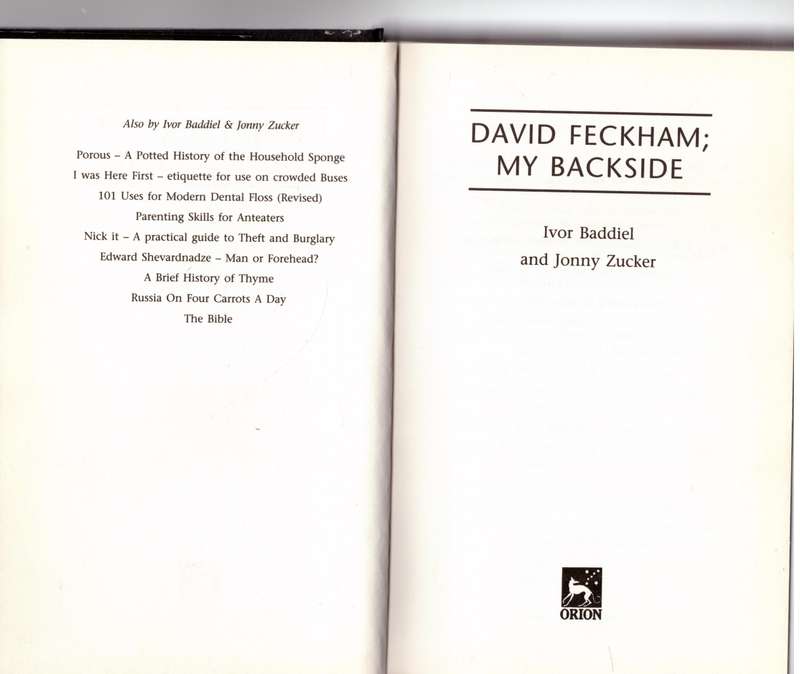 Also by Ivor Baddiel & Jonny Zucker
Porous – A Potted History of the Household Sponge
I was Here First – etiquette for use on crowded Buses
101 Uses for Modern Dental Floss (Revised)
Parenting Skills for Anteaters
Nick it – A practical guide to Theft and Burglary
Edward Shevardnadze – Man or Forehead?
A Brief History of Thyme
Russia On Four Carrots A Day
The Bible
DAVID FECKHAM;
MY BACKSIDE
Ivor Baddiel
and Jonny Zucker
ORION